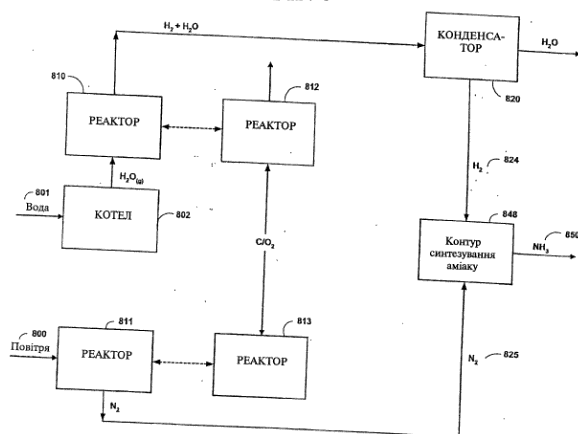 H₂ + H₂O
КОНДЕНСА-
ТОР
H₂O
820
810
РЕАКТОР
812
РЕАКТОР
H₂
824
H₂O(g)
801
Вода
КОТЕЛ
802
C/O₂
848
Контур
синтезування
аміаку
850
NH₃
800
Повітря
811
РЕАКТОР
813
РЕАКТОР
N₂
825
N₂